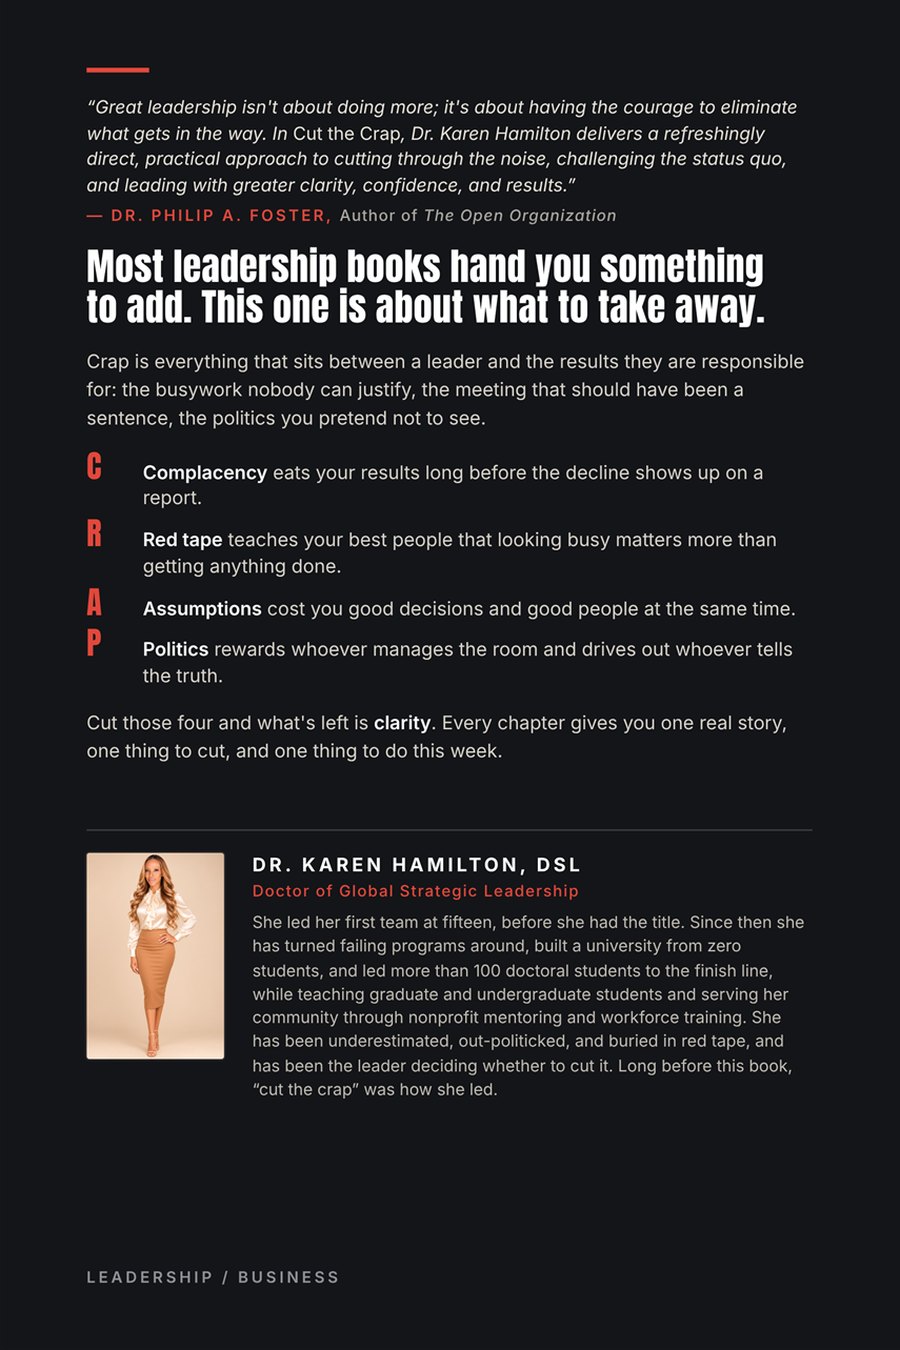 “Great leadership isn't about doing more; it's about having the courage to eliminate
what gets in the way. In Cut the Crap, Dr. Karen Hamilton delivers a refreshingly
direct, practical approach to cutting through the noise, challenging the status quo,
and leading with greater clarity, confidence, and results.”
— DR. PHILIP A. FOSTER, Author of The Open Organization
Most leadership books hand you something
to add. This one is about what to take away.
Crap is everything that sits between a leader and the results they are responsible
for: the busywork nobody can justify, the meeting that should have been a
sentence, the politics you pretend not to see.
C Complacency eats your results long before the decline shows up on a
report.
R Red tape teaches your best people that looking busy matters more than
getting anything done.
A Assumptions cost you good decisions and good people at the same time.
P Politics rewards whoever manages the room and drives out whoever tells
the truth.
Cut those four and what's left is clarity. Every chapter gives you one real story,
one thing to cut, and one thing to do this week.
DR. KAREN HAMILTON, DSL
Doctor of Global Strategic Leadership
She led her first team at fifteen, before she had the title. Since then she
has turned failing programs around, built a university from zero
students, and led more than 100 doctoral students to the finish line,
while teaching graduate and undergraduate students and serving her
community through nonprofit mentoring and workforce training. She
has been underestimated, out-politicked, and buried in red tape, and
has been the leader deciding whether to cut it. Long before this book,
“cut the crap” was how she led.
LEADERSHIP / BUSINESS